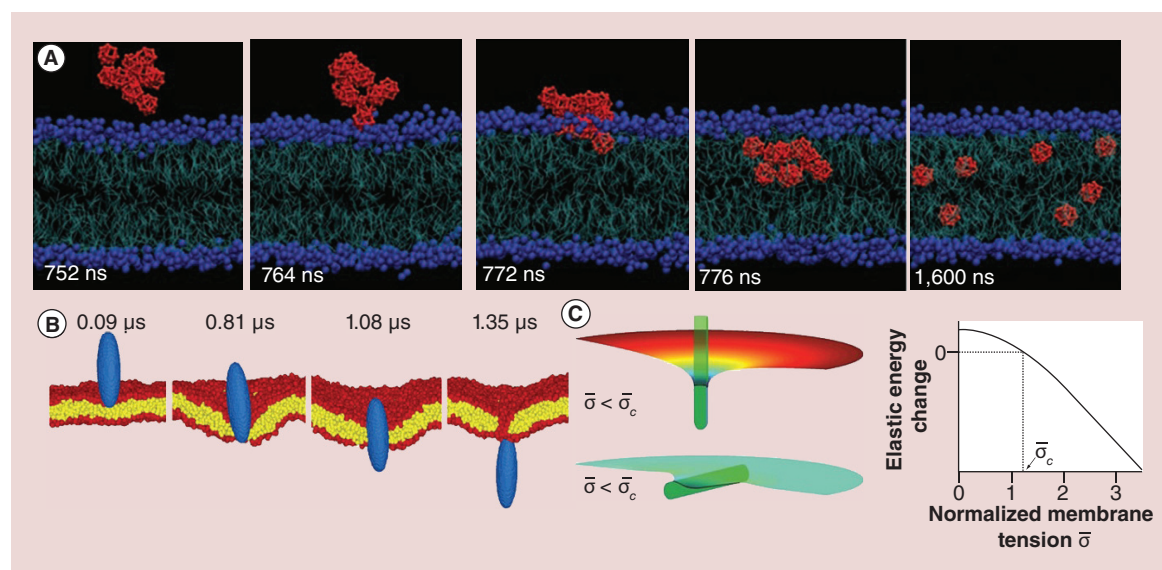 A
752 ns
764 ns
772 ns
776 ns
1,600 ns
B
0.09 µs
0.81 µs
1.08 µs
1.35 µs
C
σ̄ < σ̄c
σ̄ < σ̄c
Elastic energy
change
0
σ̄c
0 1 2 3
Normalized membrane
tension σ̄